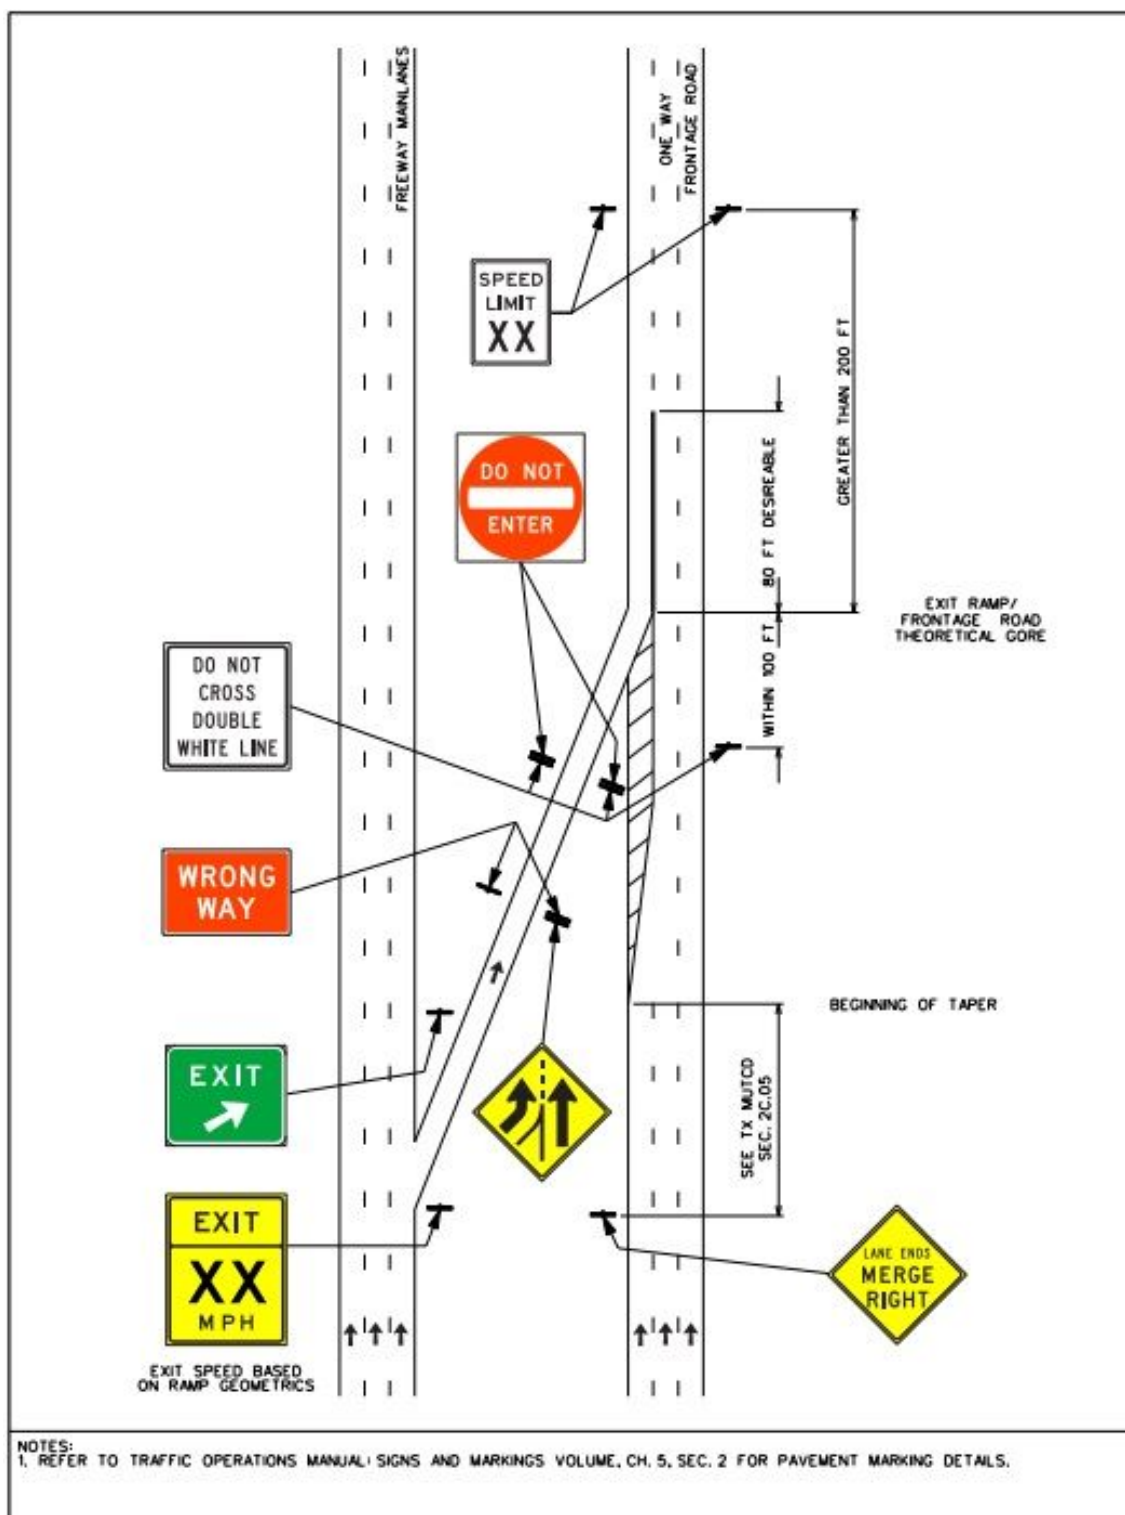 FREEWAY MAINLANES
ONE WAY
FRONTAGE ROAD
SPEED
LIMIT
XX
GREATER THAN 200 FT
DO NOT
ENTER
80 FT DESIREABLE
EXIT RAMP/
FRONTAGE ROAD
THEORETICAL GORE
WITHIN 100 FT
DO NOT
CROSS
DOUBLE
WHITE LINE
WRONG
WAY
BEGINNING OF TAPER
EXIT
SEE TX MUTCD
SEC. 2C.05
EXIT
XX
MPH
LANE ENDS
MERGE
RIGHT
EXIT SPEED BASED
ON RAMP GEOMETRICS
NOTES:
1. REFER TO TRAFFIC OPERATIONS MANUAL: SIGNS AND MARKINGS VOLUME, CH. 5, SEC. 2 FOR PAVEMENT MARKING DETAILS.